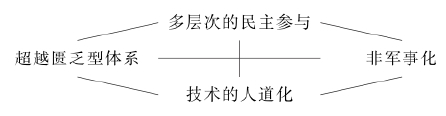 多层次的民主参与
超越匮乏型体系
非军事化
技术的人道化